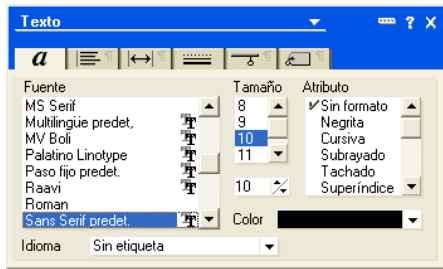 Texto
a
Fuente Tamaño Atributo
MS Serif 8 Sin formato
Multilingüe predet, 9 Negrita
MV Boli 10 Cursiva
Palatino Linotype 11 Subrayado
Paso fijo predet. Tachado
Raavi 10 Superíndice
Roman
Sans Serif predet. Color
Idioma Sin etiqueta